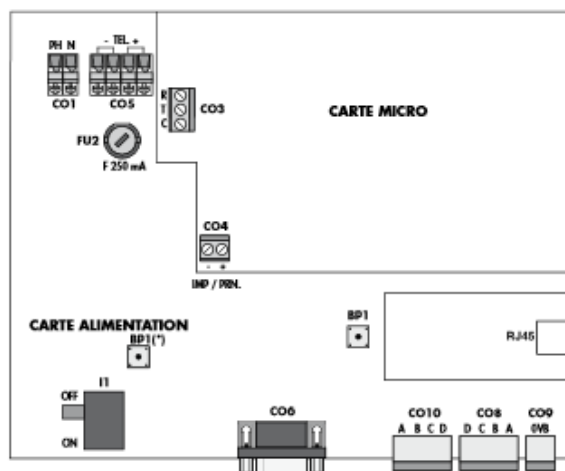 PH N
- TEL +
CO1
CO5
R
T
C
CO3
CARTE MICRO
FU2
F 250 mA
CO4
- +
IMP / PRN.
CARTE ALIMENTATION
BP1(*)
BP1
RJ45
I1
OFF
ON
CO6
CO10
A B C D
CO8
D C B A
CO9
0VB